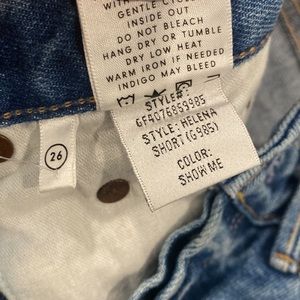 GENTLE CYCLE
INSIDE OUT
DO NOT BLEACH
HANG DRY OR TUMBLE
DRY LOW HEAT
WARM IRON IF NEEDED
INDIGO MAY BLEED
STYLE#:
GF4076859985
STYLE: HELENA
SHORT (G985)
COLOR:
SHOW ME
26